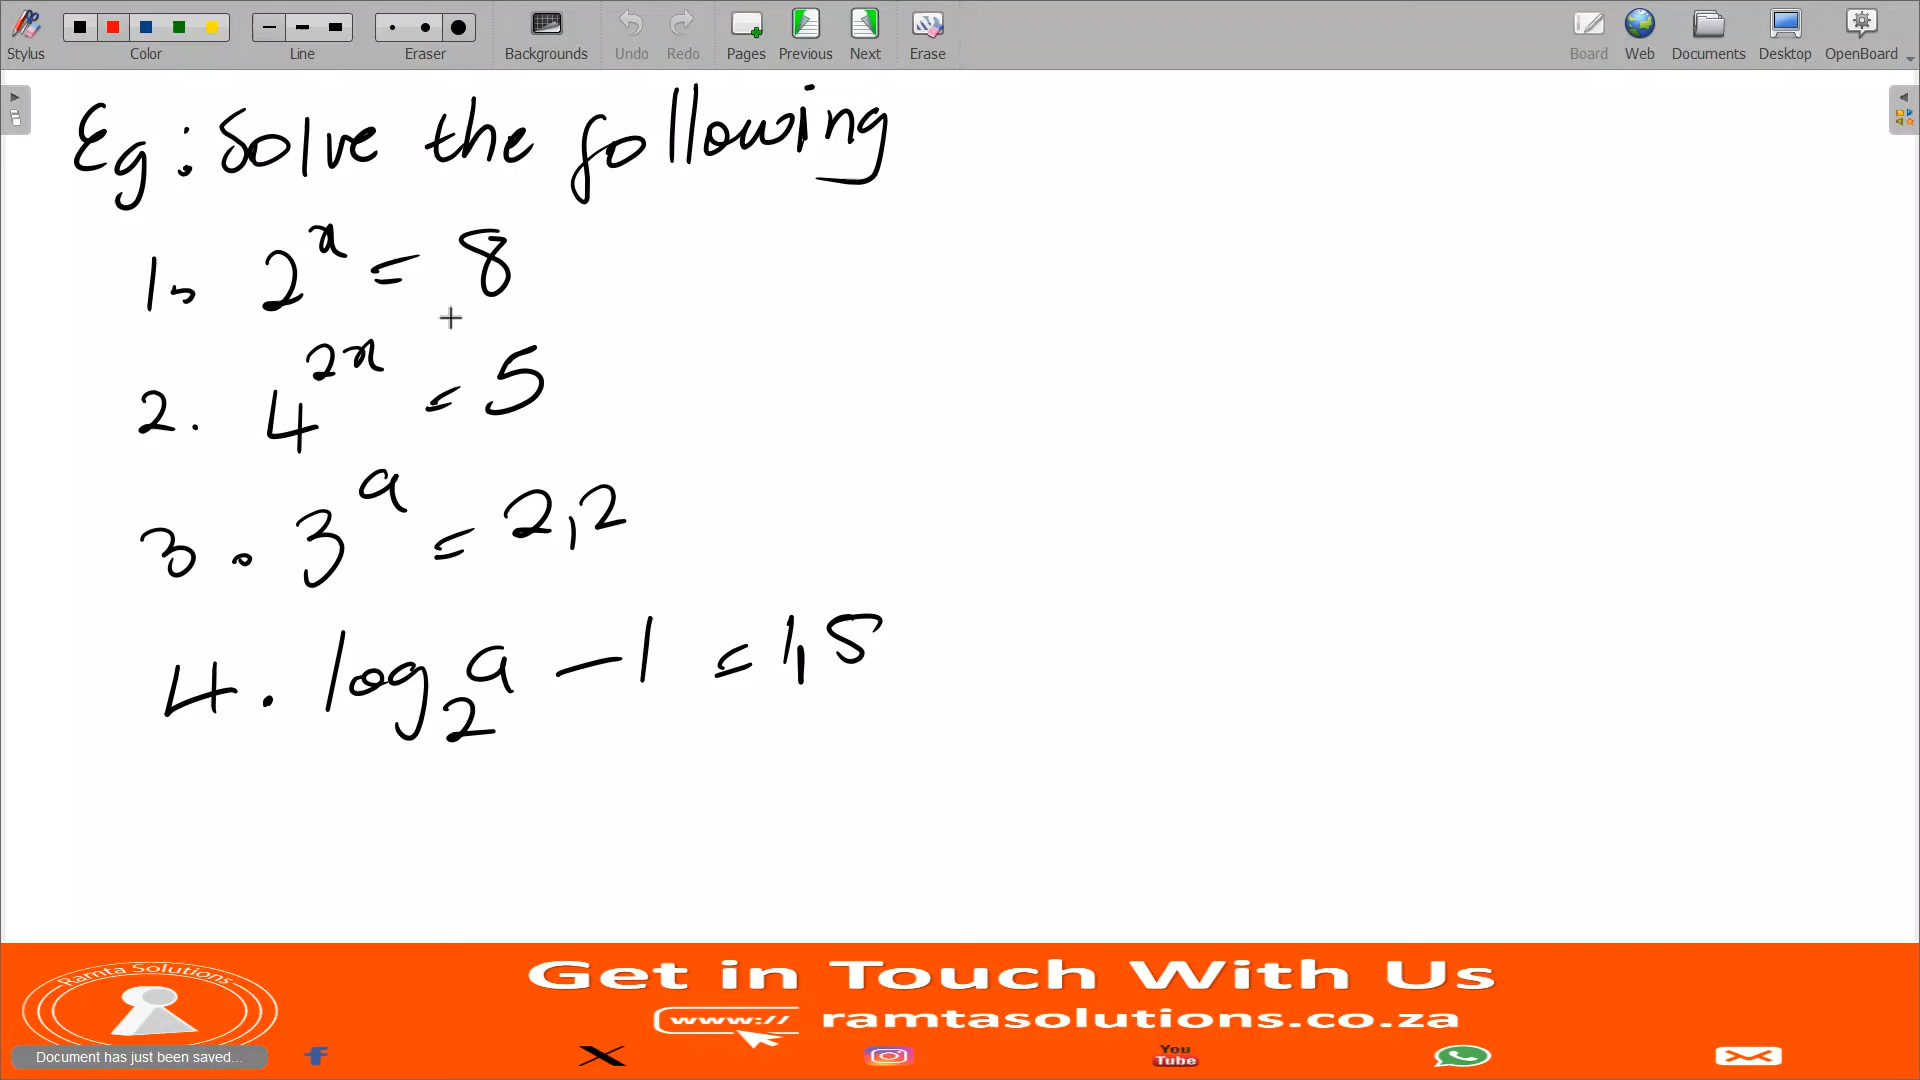 Stylus Color Line Eraser Backgrounds Undo Redo Pages Previous Next Erase Board Web Documents Desktop OpenBoard
Eg: Solve the following
1. 2^x = 8
2. 4^2x = 5
3. 3^a = 2,2
4. log_2 a - 1 = 1,5
Ramta Solutions
Get in Touch With Us
www:// ramtasolutions.co.za
Document has just been saved...
You
Tube